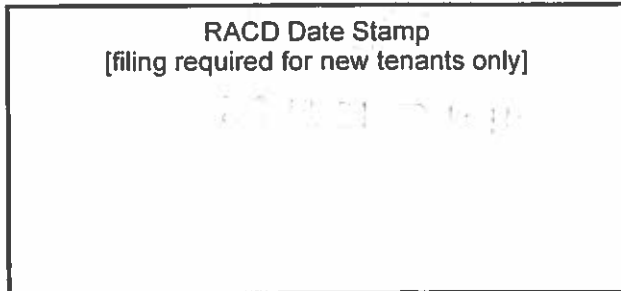 RACD Date Stamp
[filing required for new tenants only]